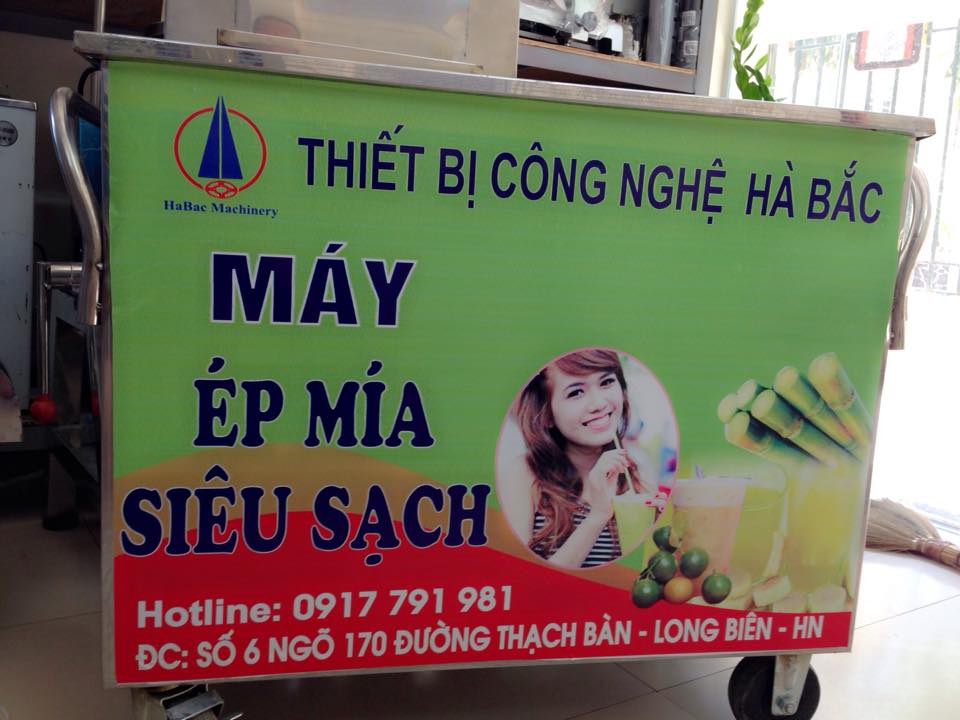 HaBac Machinery
THIẾT BỊ CÔNG NGHỆ HÀ BẮC
MÁY
ÉP MÍA
SIÊU SẠCH
Hotline: 0917 791 981
ĐC: SỐ 6 NGÕ 170 ĐƯỜNG THẠCH BÀN - LONG BIÊN - HN